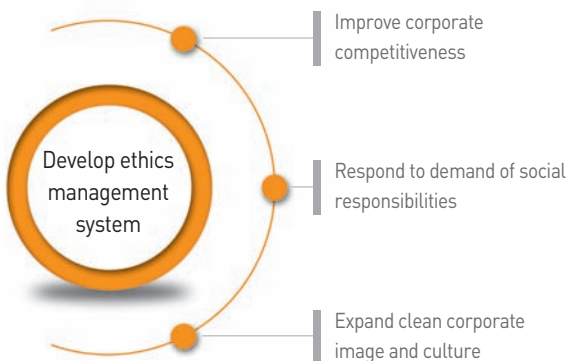 Improve corporate
competitiveness
Develop ethics
management
system
Respond to demand of social
responsibilities
Expand clean corporate
image and culture